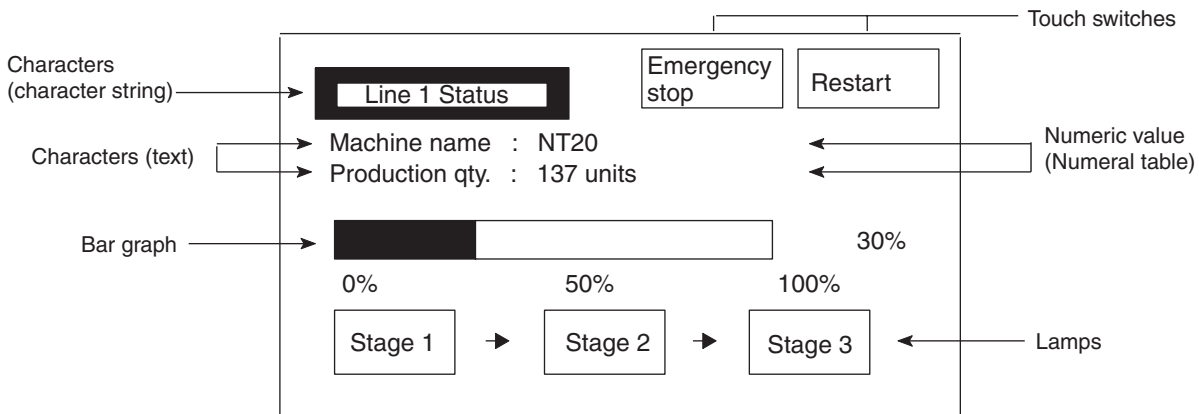 Touch switches
Characters
(character string)
Emergency
stop
Restart
Line 1 Status
Characters (text)
Machine name : NT20
Production qty. : 137 units
Numeric value
(Numeral table)
Bar graph
30%
0% 50% 100%
Stage 1 Stage 2 Stage 3
Lamps